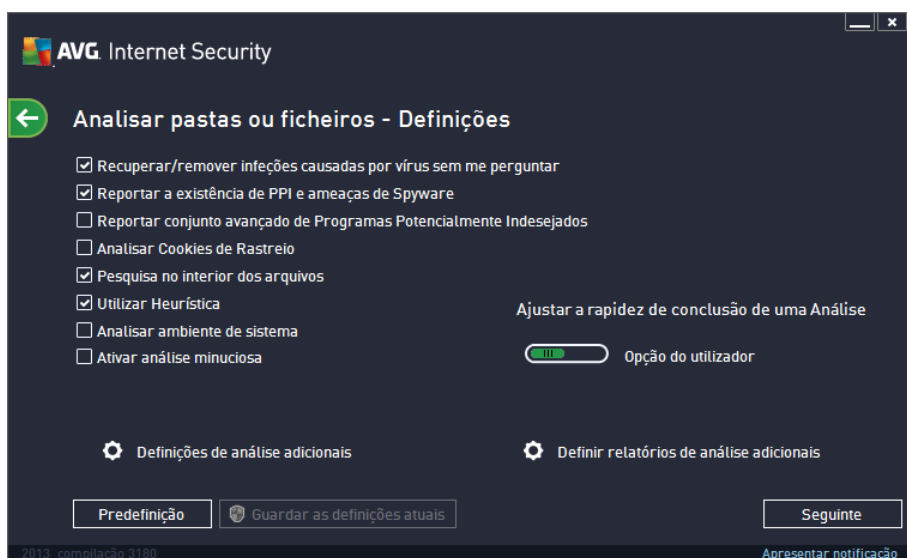 AVG. Internet Security
Analisar pastas ou ficheiros - Definições
Recuperar/remover infeções causadas por vírus sem me perguntar
Reportar a existência de PPI e ameaças de Spyware
Reportar conjunto avançado de Programas Potencialmente Indesejados
Analisar Cookies de Rastreio
Pesquisa no interior dos arquivos
Utilizar Heurística
Analisar ambiente de sistema
Ativar análise minuciosa
Ajustar a rapidez de conclusão de uma Análise
Opção do utilizador
Definições de análise adicionais
Definir relatórios de análise adicionais
Predefinição
Guardar as definições atuais
Seguinte
2013 compilação 3180
Apresentar notificação